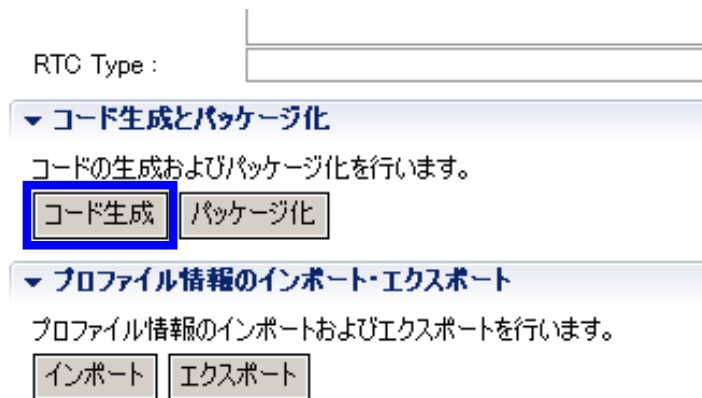 RTC Type :
コード生成とパッケージ化
コードの生成およびパッケージ化を行います。
コード生成 パッケージ化
プロファイル情報のインポート・エクスポート
プロファイル情報のインポートおよびエクスポートを行います。
インポート エクスポート